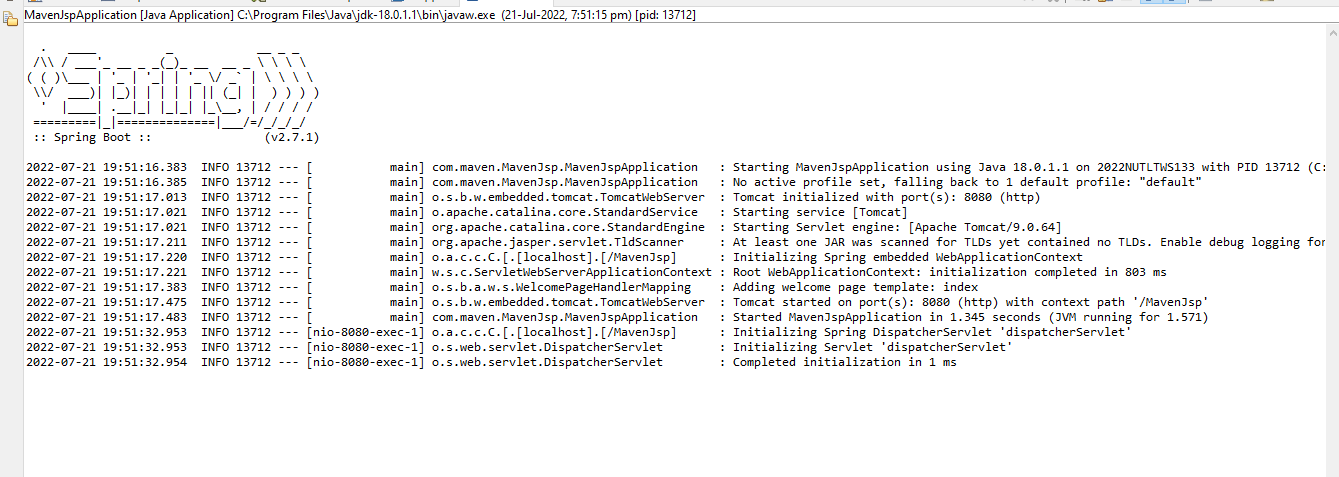 MavenJspApplication [Java Application] C:\Program Files\Java\jdk-18.0.1.1\bin\javaw.exe (21-Jul-2022, 7:51:15 pm) [pid: 13712]
Spring
:: Spring Boot :: (v2.7.1)
2022-07-21 19:51:16.383 INFO 13712 --- [ main] com.maven.MavenJsp.MavenJspApplication : Starting MavenJspApplication using Java 18.0.1.1 on 2022NUTLTWS133 with PID 13712 (C:
2022-07-21 19:51:16.385 INFO 13712 --- [ main] com.maven.MavenJsp.MavenJspApplication : No active profile set, falling back to 1 default profile: "default"
2022-07-21 19:51:17.013 INFO 13712 --- [ main] o.s.b.w.embedded.tomcat.TomcatWebServer : Tomcat initialized with port(s): 8080 (http)
2022-07-21 19:51:17.021 INFO 13712 --- [ main] o.apache.catalina.core.StandardService : Starting service [Tomcat]
2022-07-21 19:51:17.021 INFO 13712 --- [ main] org.apache.catalina.core.StandardEngine : Starting Servlet engine: [Apache Tomcat/9.0.64]
2022-07-21 19:51:17.211 INFO 13712 --- [ main] org.apache.jasper.servlet.TldScanner : At least one JAR was scanned for TLDs yet contained no TLDs. Enable debug logging for
2022-07-21 19:51:17.220 INFO 13712 --- [ main] o.a.c.c.C.[.[localhost].[/MavenJsp] : Initializing Spring embedded WebApplicationContext
2022-07-21 19:51:17.221 INFO 13712 --- [ main] w.s.c.ServletWebServerApplicationContext : Root WebApplicationContext: initialization completed in 803 ms
2022-07-21 19:51:17.383 INFO 13712 --- [ main] o.s.b.a.w.s.WelcomePageHandlerMapping : Adding welcome page template: index
2022-07-21 19:51:17.475 INFO 13712 --- [ main] o.s.b.w.embedded.tomcat.TomcatWebServer : Tomcat started on port(s): 8080 (http) with context path '/MavenJsp'
2022-07-21 19:51:17.483 INFO 13712 --- [ main] com.maven.MavenJsp.MavenJspApplication : Started MavenJspApplication in 1.345 seconds (JVM running for 1.571)
2022-07-21 19:51:32.953 INFO 13712 --- [nio-8080-exec-1] o.a.c.c.C.[.[localhost].[/MavenJsp] : Initializing Spring DispatcherServlet 'dispatcherServlet'
2022-07-21 19:51:32.953 INFO 13712 --- [nio-8080-exec-1] o.s.web.servlet.DispatcherServlet : Initializing Servlet 'dispatcherServlet'
2022-07-21 19:51:32.954 INFO 13712 --- [nio-8080-exec-1] o.s.web.servlet.DispatcherServlet : Completed initialization in 1 ms